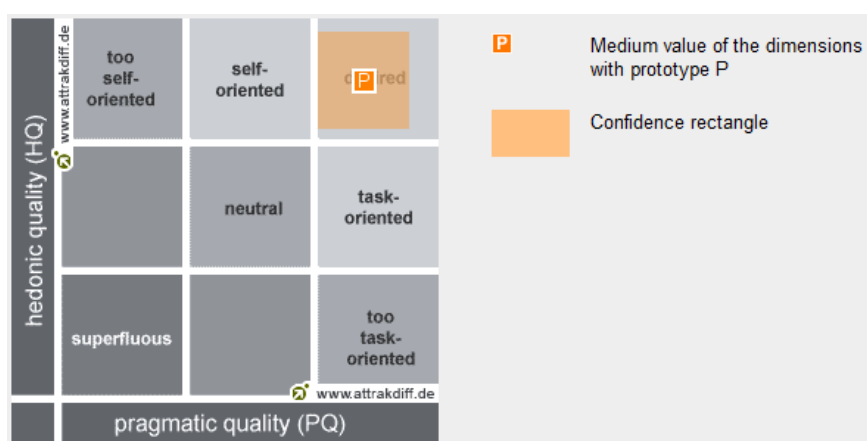 too
self-
oriented
self-
oriented
P
neutral
task-
oriented
superfluous
too
task-
oriented
hedonic quality (HQ)
www.attrakdiff.de
www.attrakdiff.de
pragmatic quality (PQ)
P
Medium value of the dimensions
with prototype P
Confidence rectangle